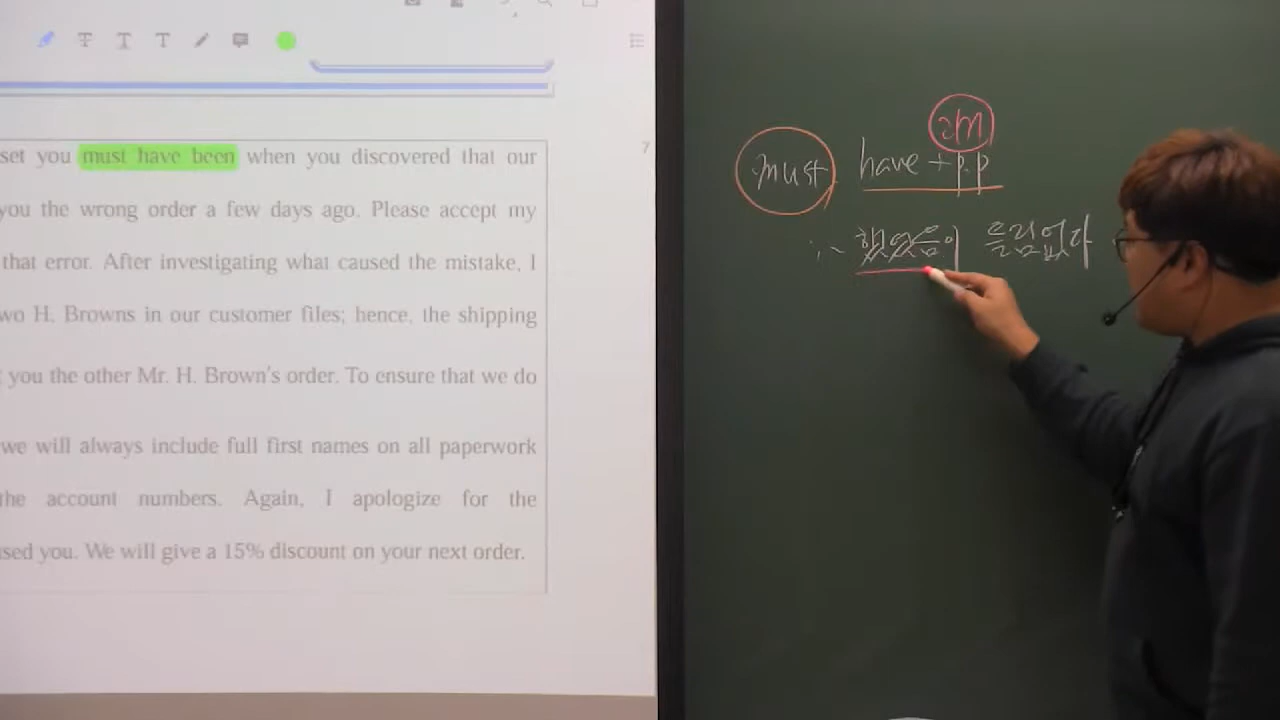 set you must have been when you discovered that our
you the wrong order a few days ago. Please accept my
that error. After investigating what caused the mistake, I
wo H. Browns in our customer files; hence, the shipping
you the other Mr. H. Brown's order. To ensure that we do
we will always include full first names on all paperwork
the account numbers. Again, I apologize for the
sed you. We will give a 15% discount on your next order.
7
must have + p.p
했었음이 틀림없다